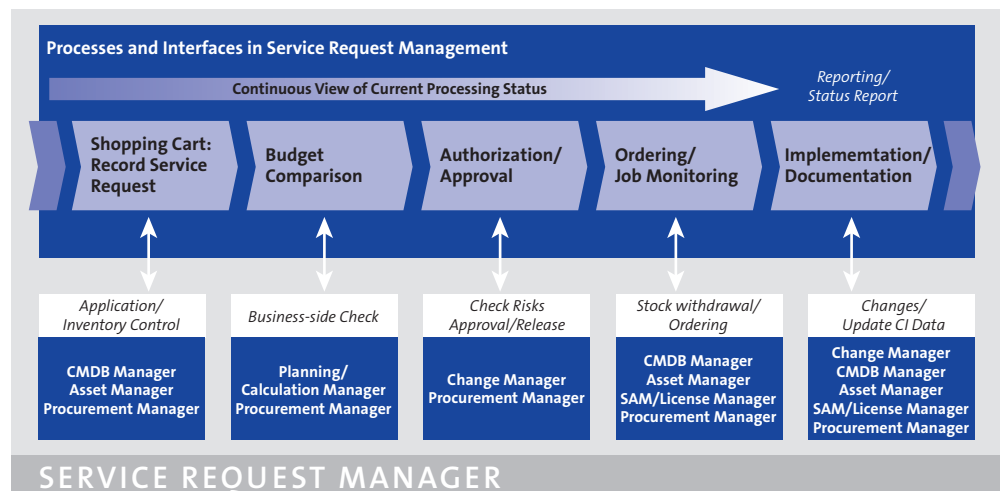 Processes and Interfaces in Service Request Management
Continuous View of Current Processing Status
Reporting/
Status Report
Shopping Cart:
Record Service
Request
Budget
Comparison
Authorization/
Approval
Ordering/
Job Monitoring
Implememtation/
Documentation
Application/
Inventory Control
Business-side Check
Check Risks
Approval/Release
Stock withdrawal/
Ordering
Changes/
Update CI Data
CMDB Manager
Asset Manager
Procurement Manager
Planning/
Calculation Manager
Procurement Manager
Change Manager
Procurement Manager
CMDB Manager
Asset Manager
SAM/License Manager
Procurement Manager
Change Manager
CMDB Manager
Asset Manager
SAM/License Manager
Procurement Manager
SERVICE REQUEST MANAGER